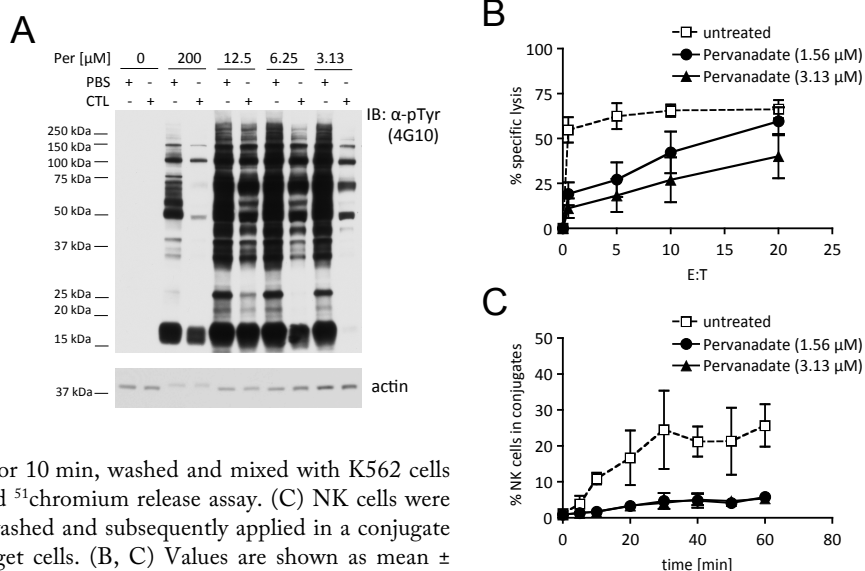 A
Per [µM] 0 200 12.5 6.25 3.13
PBS + - + - + - + - + -
CTL - + - + - + - + - +
IB: α-pTyr
(4G10)
250 kDa
150 kDa
100 kDa
75 kDa
50 kDa
37 kDa
25 kDa
20 kDa
15 kDa
37 kDa
actin
B
untreated
Pervanadate (1.56 µM)
Pervanadate (3.13 µM)
% specific lysis
100
75
50
25
0
0 5 10 15 20 25
E:T
C
untreated
Pervanadate (1.56 µM)
Pervanadate (3.13 µM)
% NK cells in conjugates
50
40
30
20
10
0
0 20 40 60 80
time [min]
or 10 min, washed and mixed with K562 cells
d ⁵¹chromium release assay. (C) NK cells were
ashed and subsequently applied in a conjugate
get cells. (B, C) Values are shown as mean ±